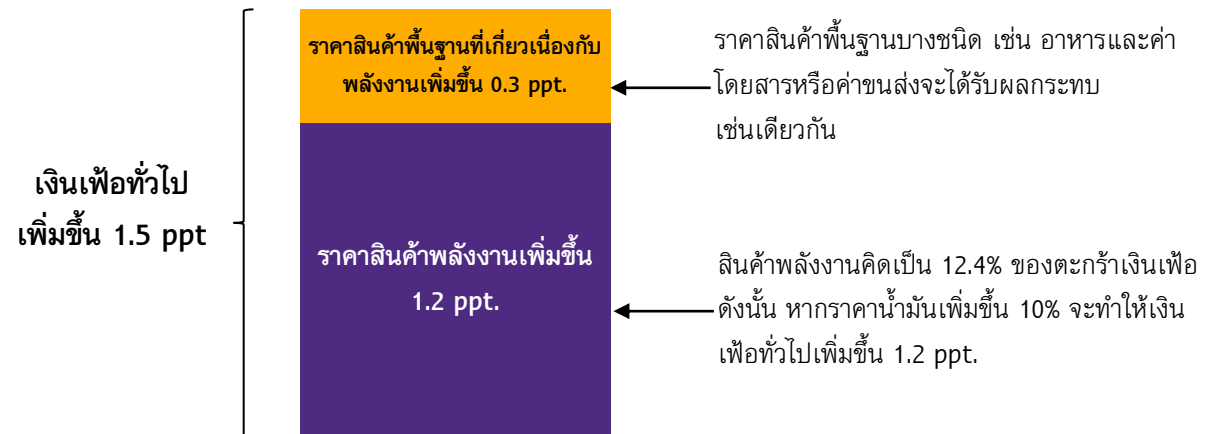 เงินเฟ้อทั่วไป
เพิ่มขึ้น 1.5 ppt
ราคาสินค้าพื้นฐานที่เกี่ยวเนื่องกับ
พลังงานเพิ่มขึ้น 0.3 ppt.
ราคาสินค้าพื้นฐานบางชนิด เช่น อาหารและค่า
โดยสารหรือค่าขนส่งจะได้รับผลกระทบ
เช่นเดียวกัน
ราคาสินค้าพลังงานเพิ่มขึ้น
1.2 ppt.
สินค้าพลังงานคิดเป็น 12.4% ของตะกร้าเงินเฟ้อ
ดังนั้น หากราคาน้ำมันเพิ่มขึ้น 10% จะทำให้เงิน
เฟ้อทั่วไปเพิ่มขึ้น 1.2 ppt.